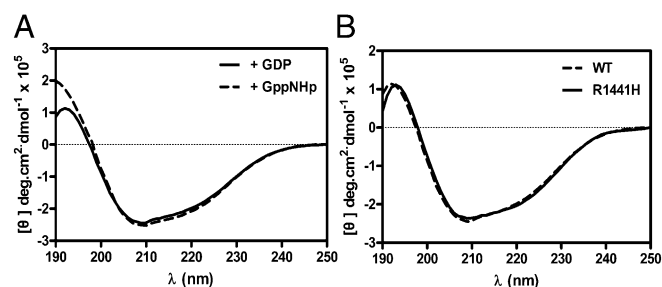 A
B
[θ] deg.cm²·dmol⁻¹ x 10⁵
3
2
1
0
-1
-2
-3
+ GDP
+ GppNHp
190 200 210 220 230 240 250
λ (nm)
[θ] deg.cm²·dmol⁻¹ x 10⁵
2
1
0
-1
-2
-3
WT
R1441H
190 200 210 220 230 240 250
λ (nm)